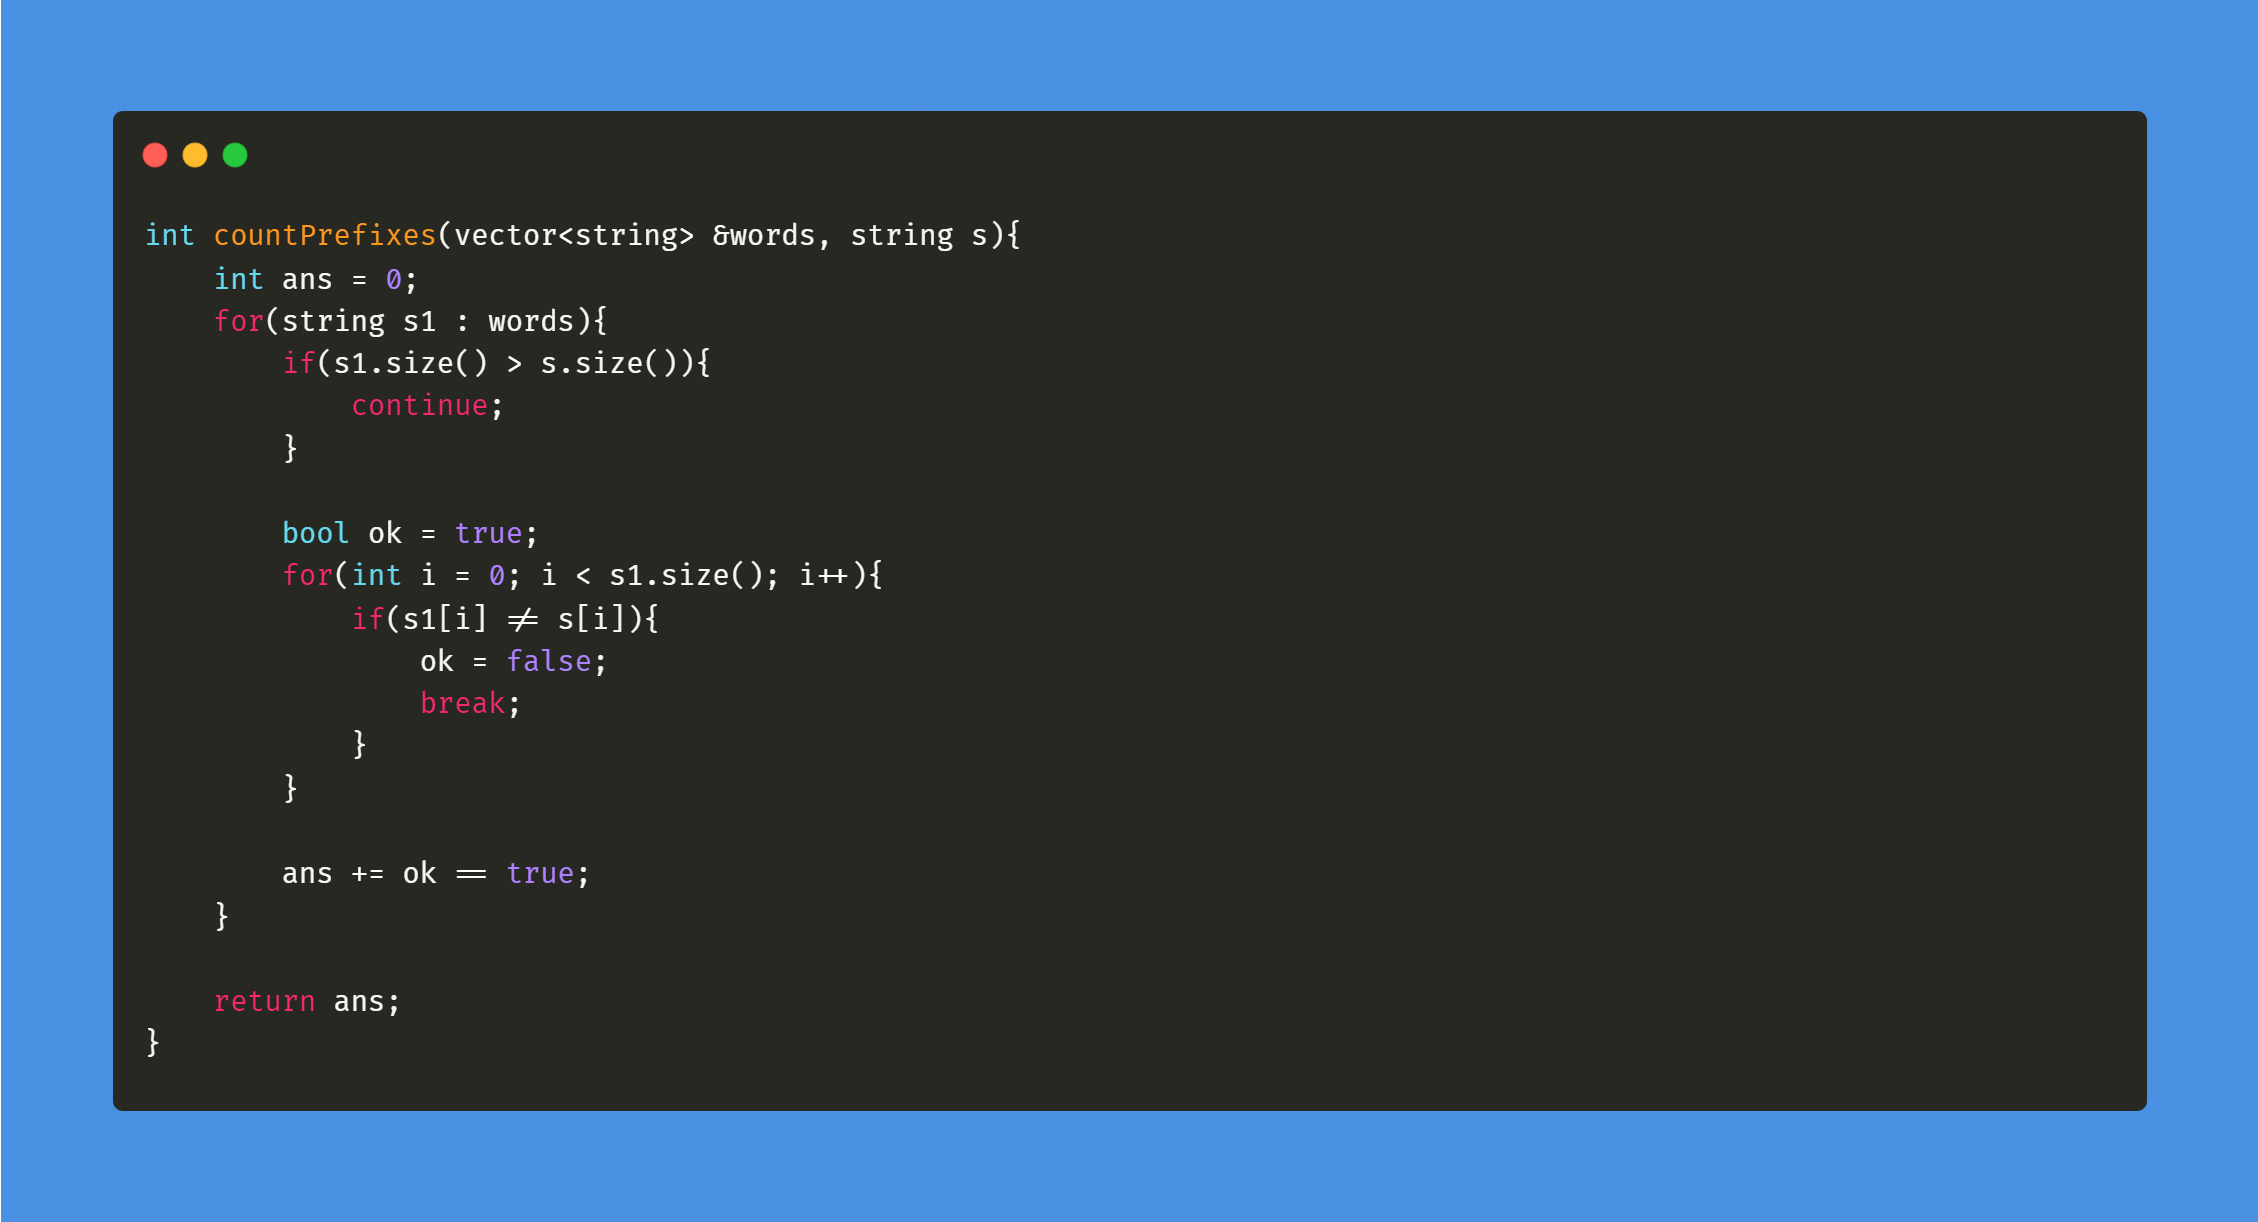 int countPrefixes(vector<string> &words, string s){
    int ans = 0;
    for(string s1 : words){
        if(s1.size() > s.size()){
            continue;
        }

        bool ok = true;
        for(int i = 0; i < s1.size(); i++){
            if(s1[i] != s[i]){
                ok = false;
                break;
            }
        }

        ans += ok == true;
    }

    return ans;
}